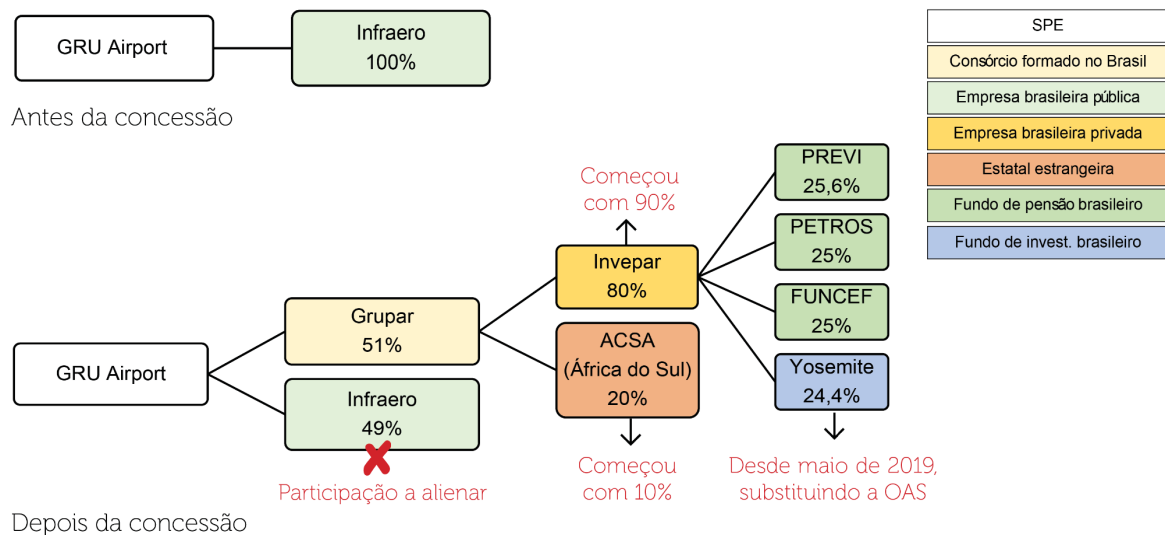 GRU Airport
Infraero
100%
Antes da concessão
SPE
Consórcio formado no Brasil
Empresa brasileira pública
Empresa brasileira privada
Estatal estrangeira
Fundo de pensão brasileiro
Fundo de invest. brasileiro
GRU Airport
Grupar
51%
Infraero
49%
Participação a alienar
Começou
com 90%
Invepar
80%
ACSA
(África do Sul)
20%
Começou
com 10%
PREVI
25,6%
PETROS
25%
FUNCEF
25%
Yosemite
24,4%
Desde maio de 2019,
substituindo a OAS
Depois da concessão